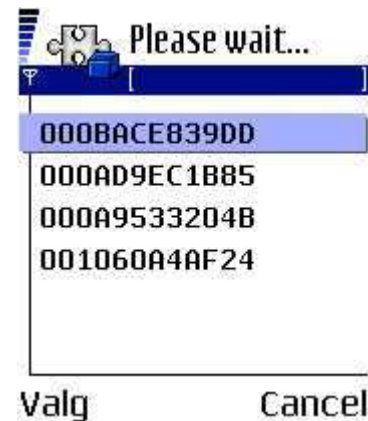 Please wait...
[ ]
000BACE839DD
000AD9EC1B85
000A9533204B
001060A4AF24
Valg Cancel